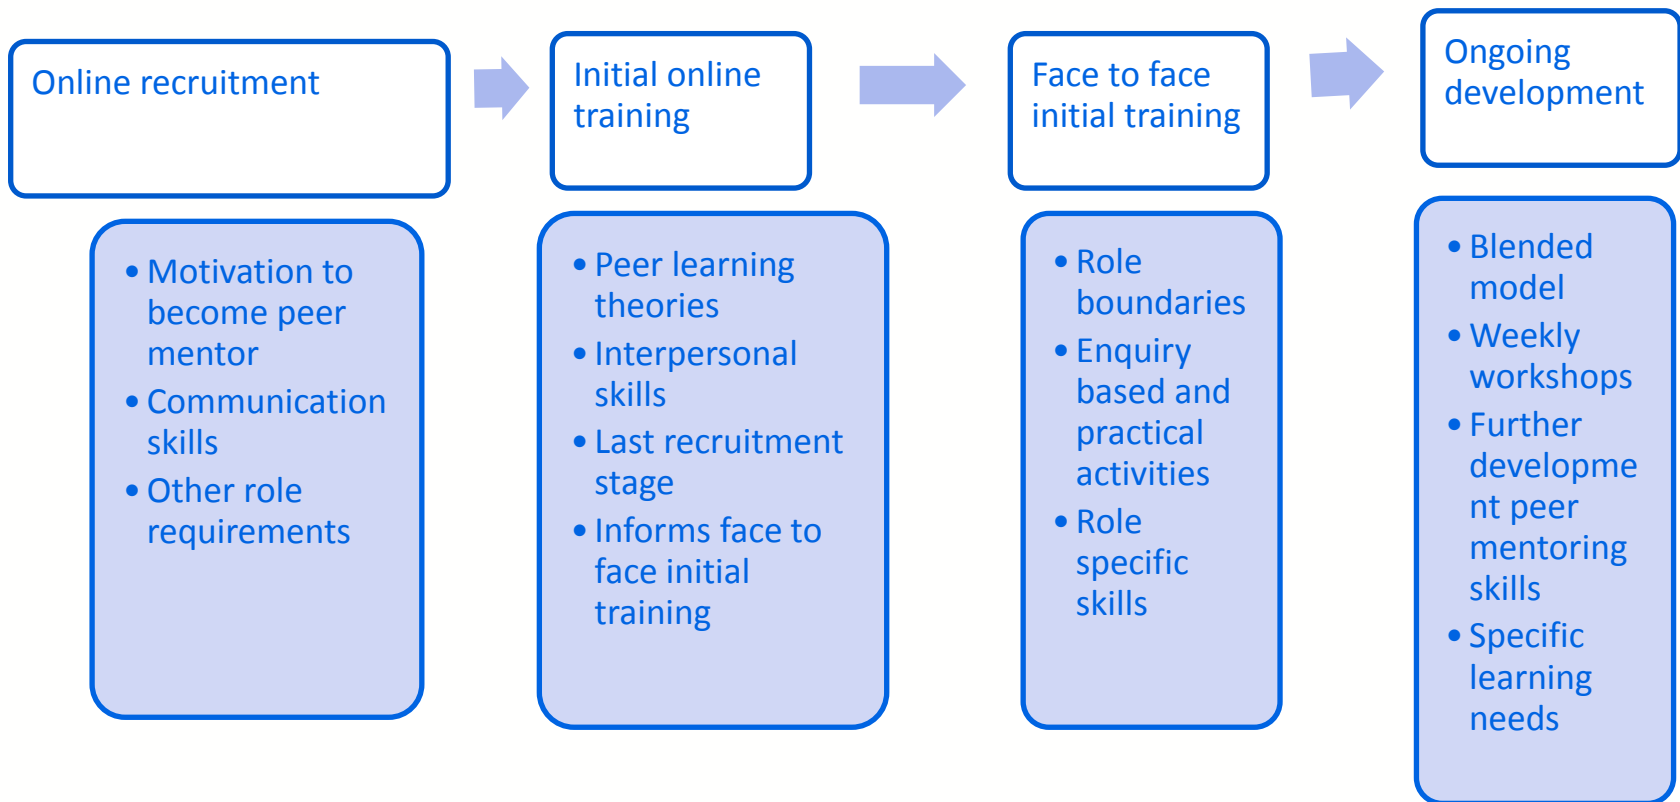 Online recruitment
• Motivation to
become peer
mentor
• Communication
skills
• Other role
requirements
Initial online
training
• Peer learning
theories
• Interpersonal
skills
• Last recruitment
stage
• Informs face to
face initial
training
Face to face
initial training
• Role
boundaries
• Enquiry
based and
practical
activities
• Role
specific
skills
Ongoing
development
• Blended
model
• Weekly
workshops
• Further
developme
nt peer
mentoring
skills
• Specific
learning
needs